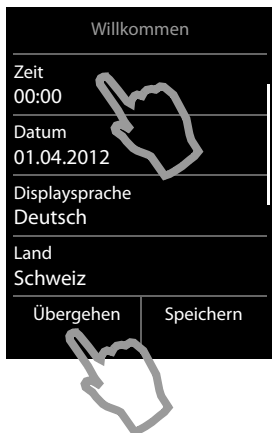 Willkommen
Zeit
00:00
Datum
01.04.2012
Displaysprache
Deutsch
Land
Schweiz
Übergehen Speichern